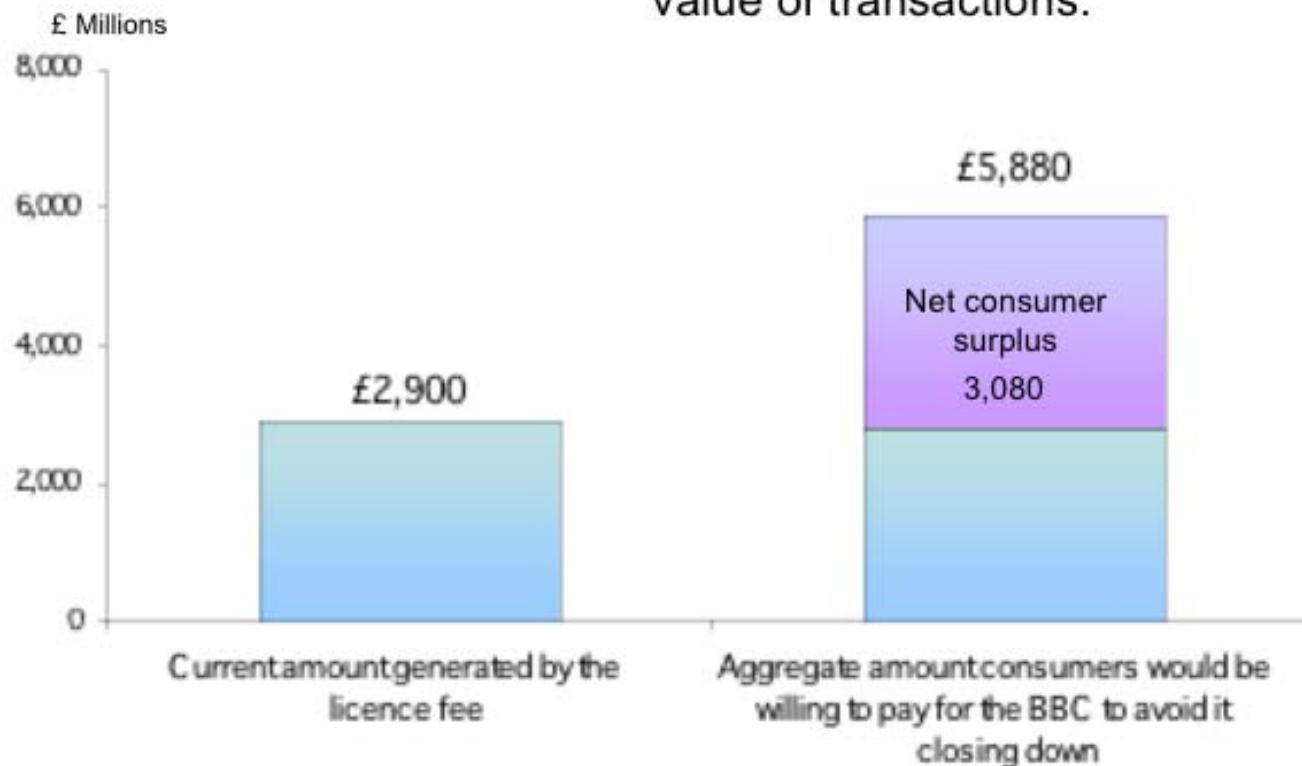 value of transactions.
£ Millions
8,000
6,000
4,000
2,000
0
£2,900
£5,880
Net consumer
surplus
3,080
Current amount generated by the
licence fee
Aggregate amount consumers would be
willing to pay for the BBC to avoid it
closing down